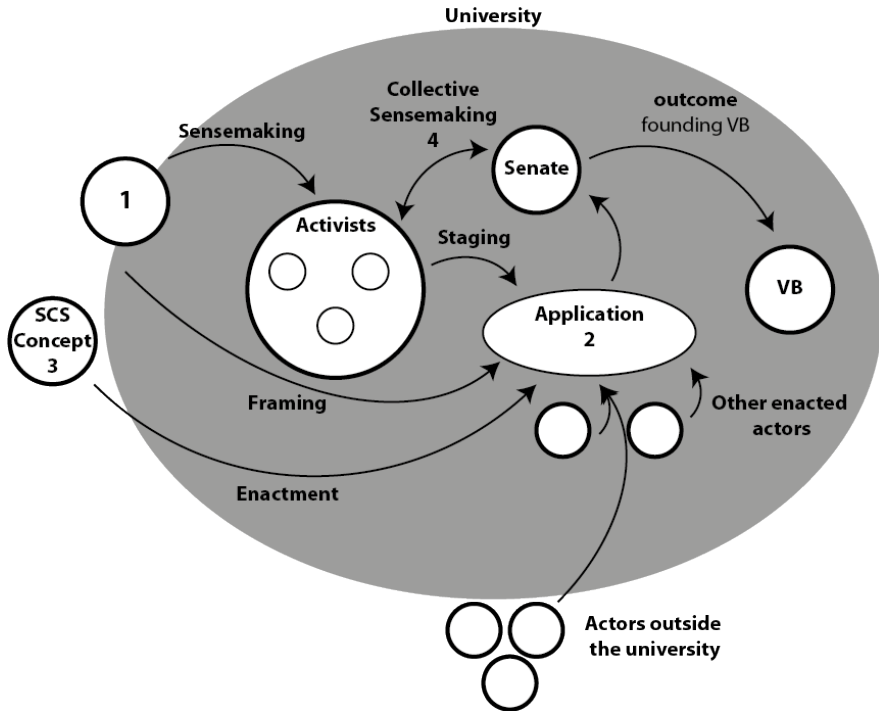 University
Collective
Sensemaking
4
outcome
founding VB
Sensemaking
Senate
1
Activists
Staging
VB
SCS
Concept
3
Application
2
Framing
Other enacted
actors
Enactment
Actors outside
the university